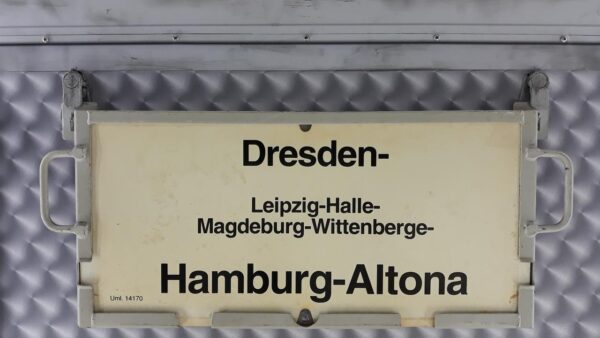 Dresden-
Leipzig-Halle-
Magdeburg-Wittenberge-
Hamburg-Altona
Uml. 14170